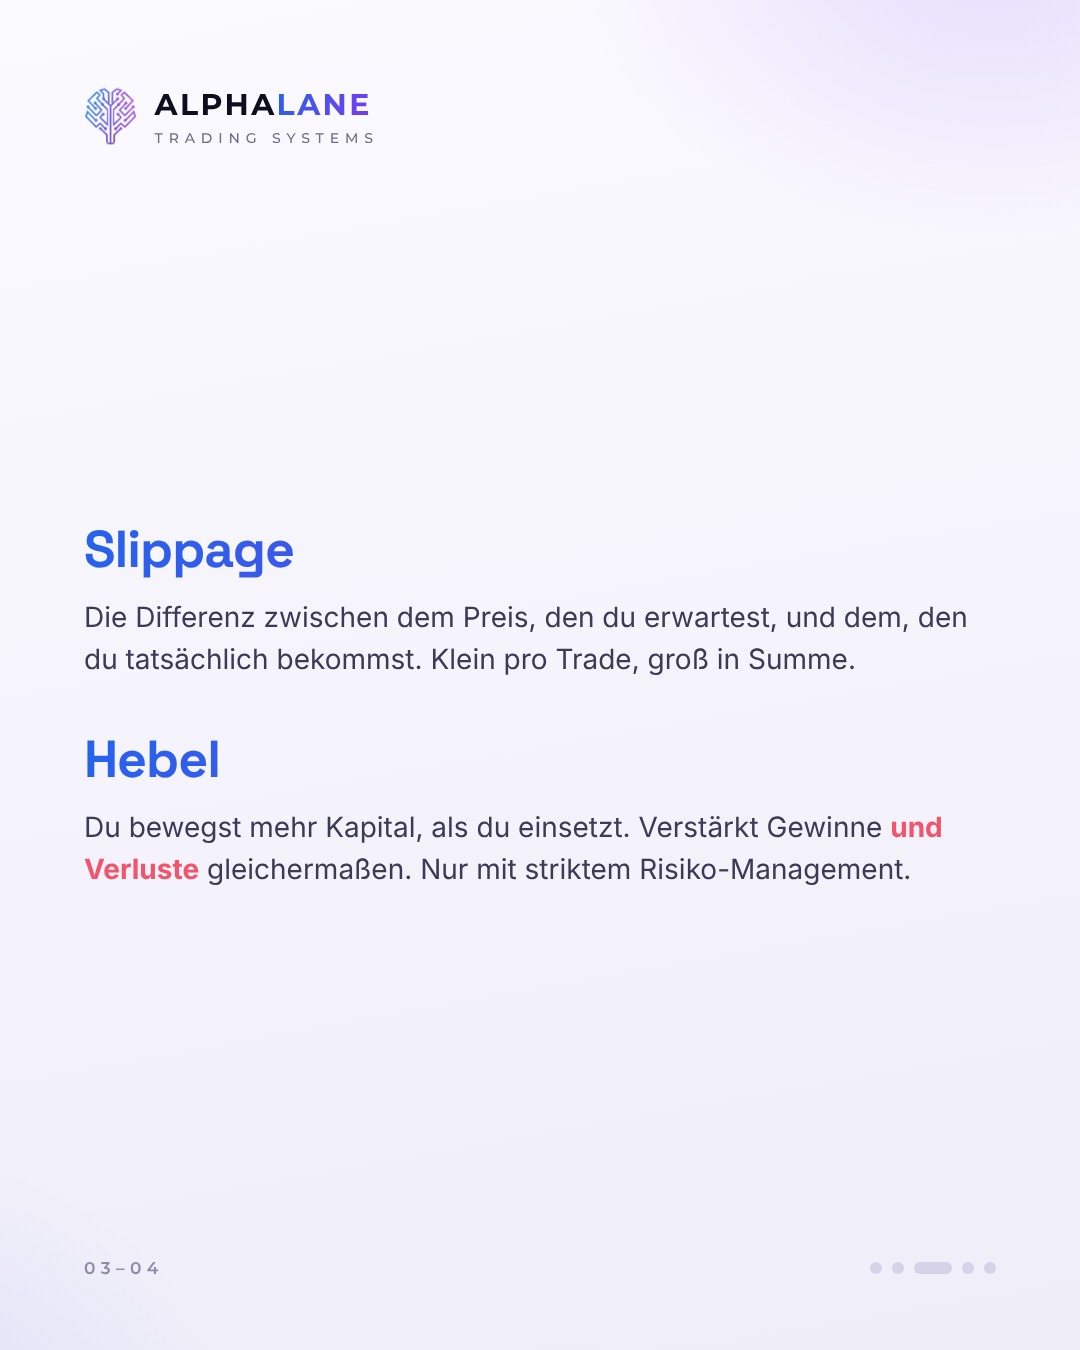 ALPHALANE
TRADING SYSTEMS
Slippage
Die Differenz zwischen dem Preis, den du erwartest, und dem, den
du tatsächlich bekommst. Klein pro Trade, groß in Summe.
Hebel
Du bewegst mehr Kapital, als du einsetzt. Verstärkt Gewinne und
Verluste gleichermaßen. Nur mit striktem Risiko-Management.
03–04